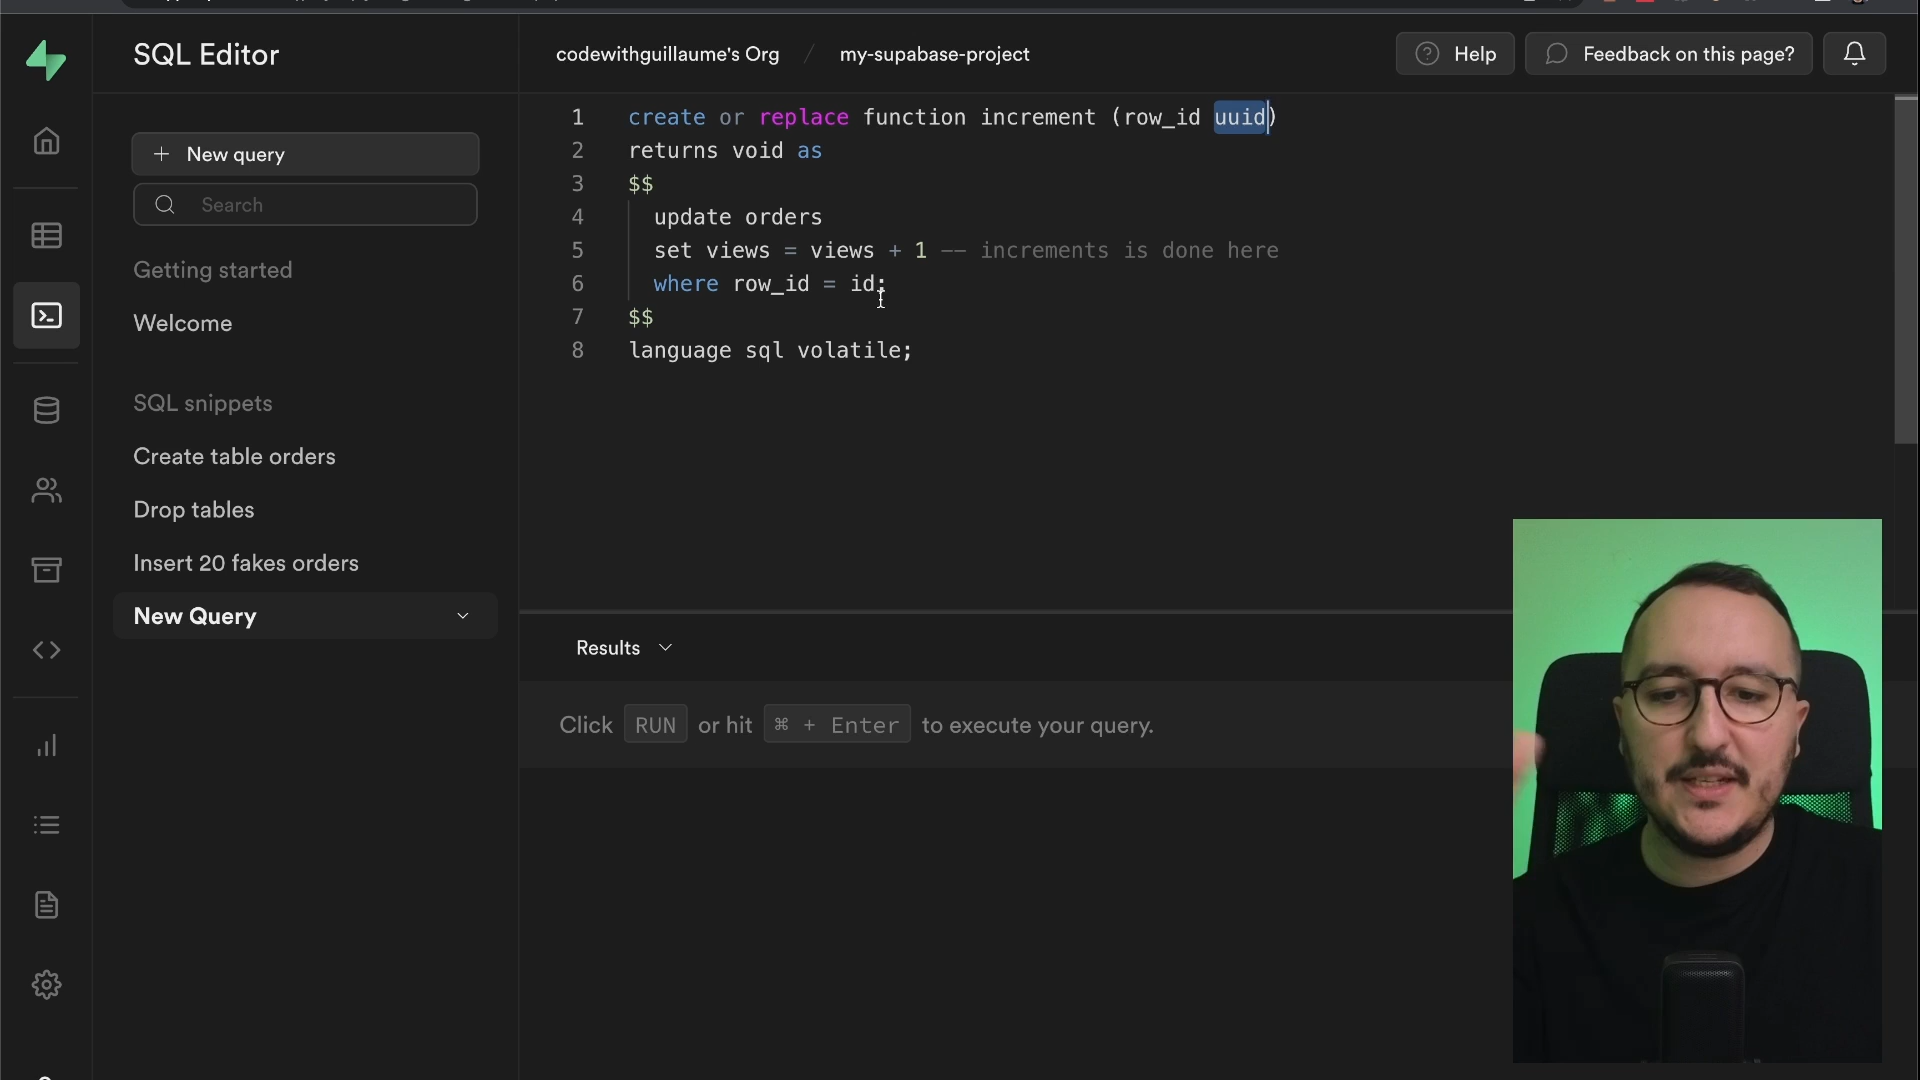 SQL Editor
codewithguillaume's Org / my-supabase-project
Help
Feedback on this page?
+ New query
Search
Getting started
Welcome
SQL snippets
Create table orders
Drop tables
Insert 20 fakes orders
New Query
1 create or replace function increment (row_id uuid)
2 returns void as
3 $$
4 update orders
5 set views = views + 1 -- increments is done here
6 where row_id = id;
7 $$
8 language sql volatile;
Results
Click RUN or hit ⌘ + Enter to execute your query.